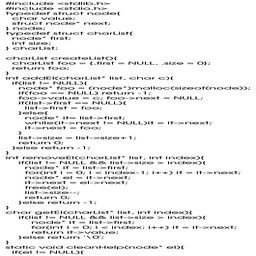 #include <stdlib.h>
#include <stdio.h>
typedef struct node{
char value;
struct node* next;
} node;
typedef struct charList{
node* first;
int size;
} charList;

charList createList(){
charList foo = {.first = NULL, .size = 0};
return foo;
}
int addEl(charList* list, char c){
if(list != NULL){
node* foo = (node*)malloc(sizeof(node));
if(foo == NULL) return -1;
foo->value = c; foo->next = NULL;
if(list->first == NULL){
list->first = foo;
}else{
node* it= list->first;
while(it->next != NULL)it = it->next;
it->next = foo;
}
list->size = list->size+1;
return 0;
}else return -1;
}
int removeEl(charList* list, int index){
if(list != NULL && list->size > index){
node* it = list->first;
for(int i = 0; i < index-1; i++) it = it->next;
node* el = it->next;
it->next = el->next;
free(el);
list->size--;
return 0;
}else return -1;
}
char getEl(charList* list, int index){
if(list != NULL && list->size > index){
node* it = list->first;
for(int i = 0; i < index; i++) it = it->next;
return it->value;
}else return '\0';
}
static void cleanHelp(node* el){
if(el != NULL){